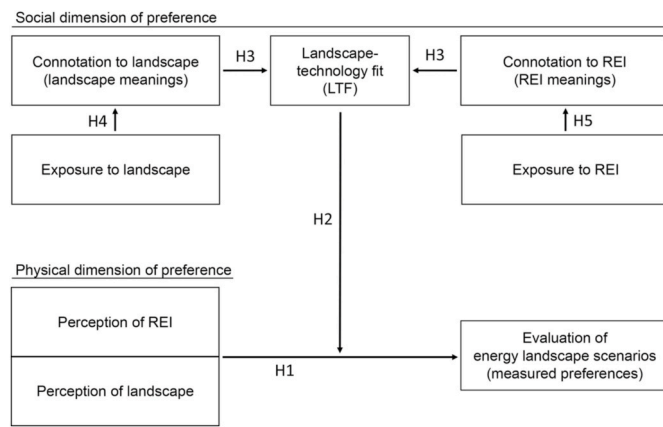 Social dimension of preference
Connotation to landscape
(landscape meanings)
H3
Landscape-
technology fit
(LTF)
H3
Connotation to REI
(REI meanings)
H4
H5
Exposure to landscape
Exposure to REI
H2
Physical dimension of preference
Perception of REI
Perception of landscape
H1
Evaluation of
energy landscape scenarios
(measured preferences)